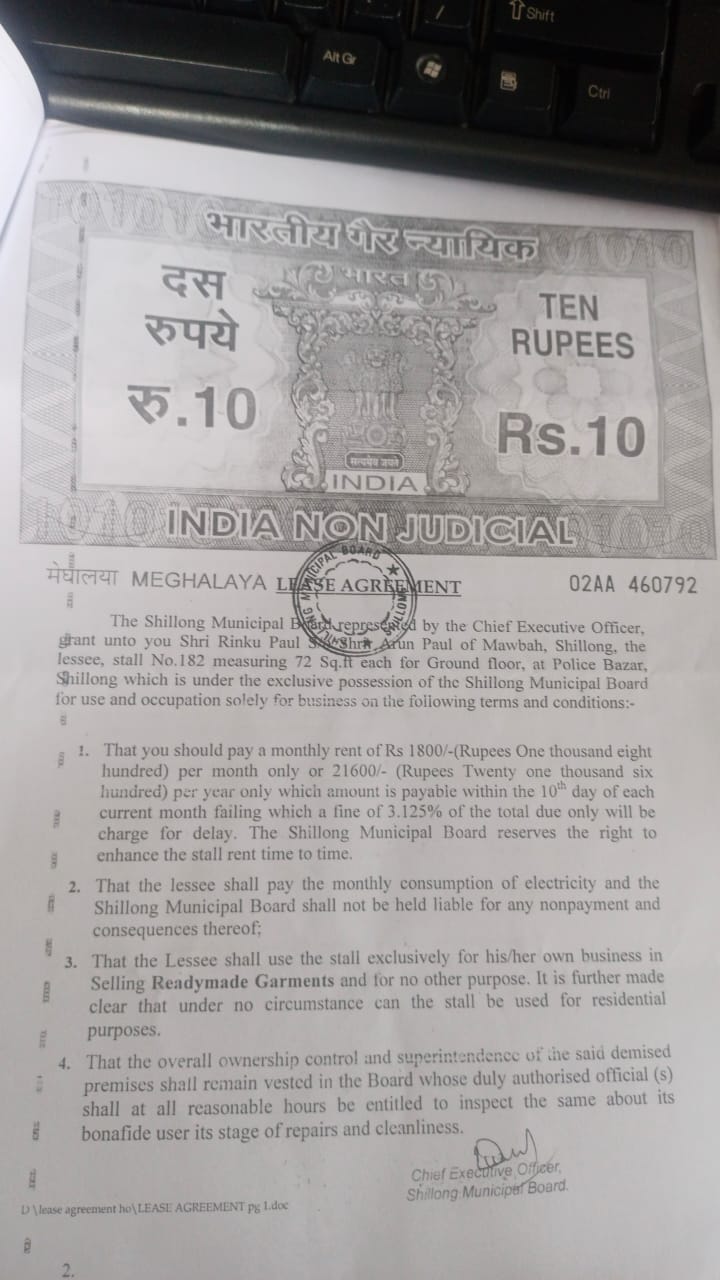 /
⇧ Shift
Alt Gr
Ctrl
भारतीय गैर न्यायिक
भारत
दस
रुपये
रु.10
TEN
RUPEES
Rs.10
सत्यमेव जयते
INDIA
INDIA NON JUDICIAL
मेघालया MEGHALAYA LEASE AGREEMENT 02AA 460792
SHILLONG MUNICIPAL BOARD ★ SHILLONG ★
The Shillong Municipal Board represented by the Chief Executive Officer,
grant unto you Shri Rinku Paul Shri Arun Paul of Mawbah, Shillong, the
lessee, stall No.182 measuring 72 Sq.ft each for Ground floor, at Police Bazar,
Shillong which is under the exclusive possession of the Shillong Municipal Board
for use and occupation solely for business on the following terms and conditions:-
1. That you should pay a monthly rent of Rs 1800/-(Rupees One thousand eight
hundred) per month only or 21600/- (Rupees Twenty one thousand six
hundred) per year only which amount is payable within the 10th day of each
current month failing which a fine of 3.125% of the total due only will be
charge for delay. The Shillong Municipal Board reserves the right to
enhance the stall rent time to time.
2. That the lessee shall pay the monthly consumption of electricity and the
Shillong Municipal Board shall not be held liable for any nonpayment and
consequences thereof;
3. That the Lessee shall use the stall exclusively for his/her own business in
Selling Readymade Garments and for no other purpose. It is further made
clear that under no circumstance can the stall be used for residential
purposes.
4. That the overall ownership control and superintendence of the said demised
premises shall remain vested in the Board whose duly authorised official (s)
shall at all reasonable hours be entitled to inspect the same about its
bonafide user its stage of repairs and cleanliness.
Chief Executive Officer,
Shillong Municipal Board.
D \lease agreement ho\LEASE AGREEMENT pg 1.doc
2.